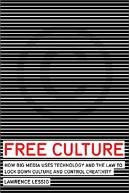 FREE CULTURE
HOW BIG MEDIA USES TECHNOLOGY AND THE LAW TO
LOCK DOWN CULTURE AND CONTROL CREATIVITY
LAWRENCE LESSIG